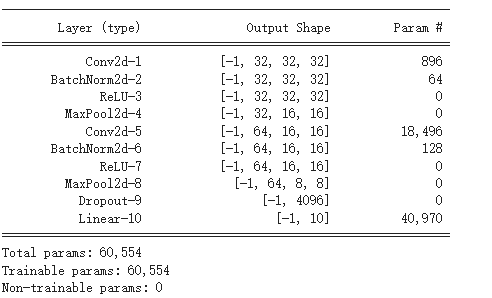 Layer (type) Output Shape Param #
Conv2d-1 [-1, 32, 32, 32] 896
BatchNorm2d-2 [-1, 32, 32, 32] 64
ReLU-3 [-1, 32, 32, 32] 0
MaxPool2d-4 [-1, 32, 16, 16] 0
Conv2d-5 [-1, 64, 16, 16] 18,496
BatchNorm2d-6 [-1, 64, 16, 16] 128
ReLU-7 [-1, 64, 16, 16] 0
MaxPool2d-8 [-1, 64, 8, 8] 0
Dropout-9 [-1, 4096] 0
Linear-10 [-1, 10] 40,970
Total params: 60,554
Trainable params: 60,554
Non-trainable params: 0